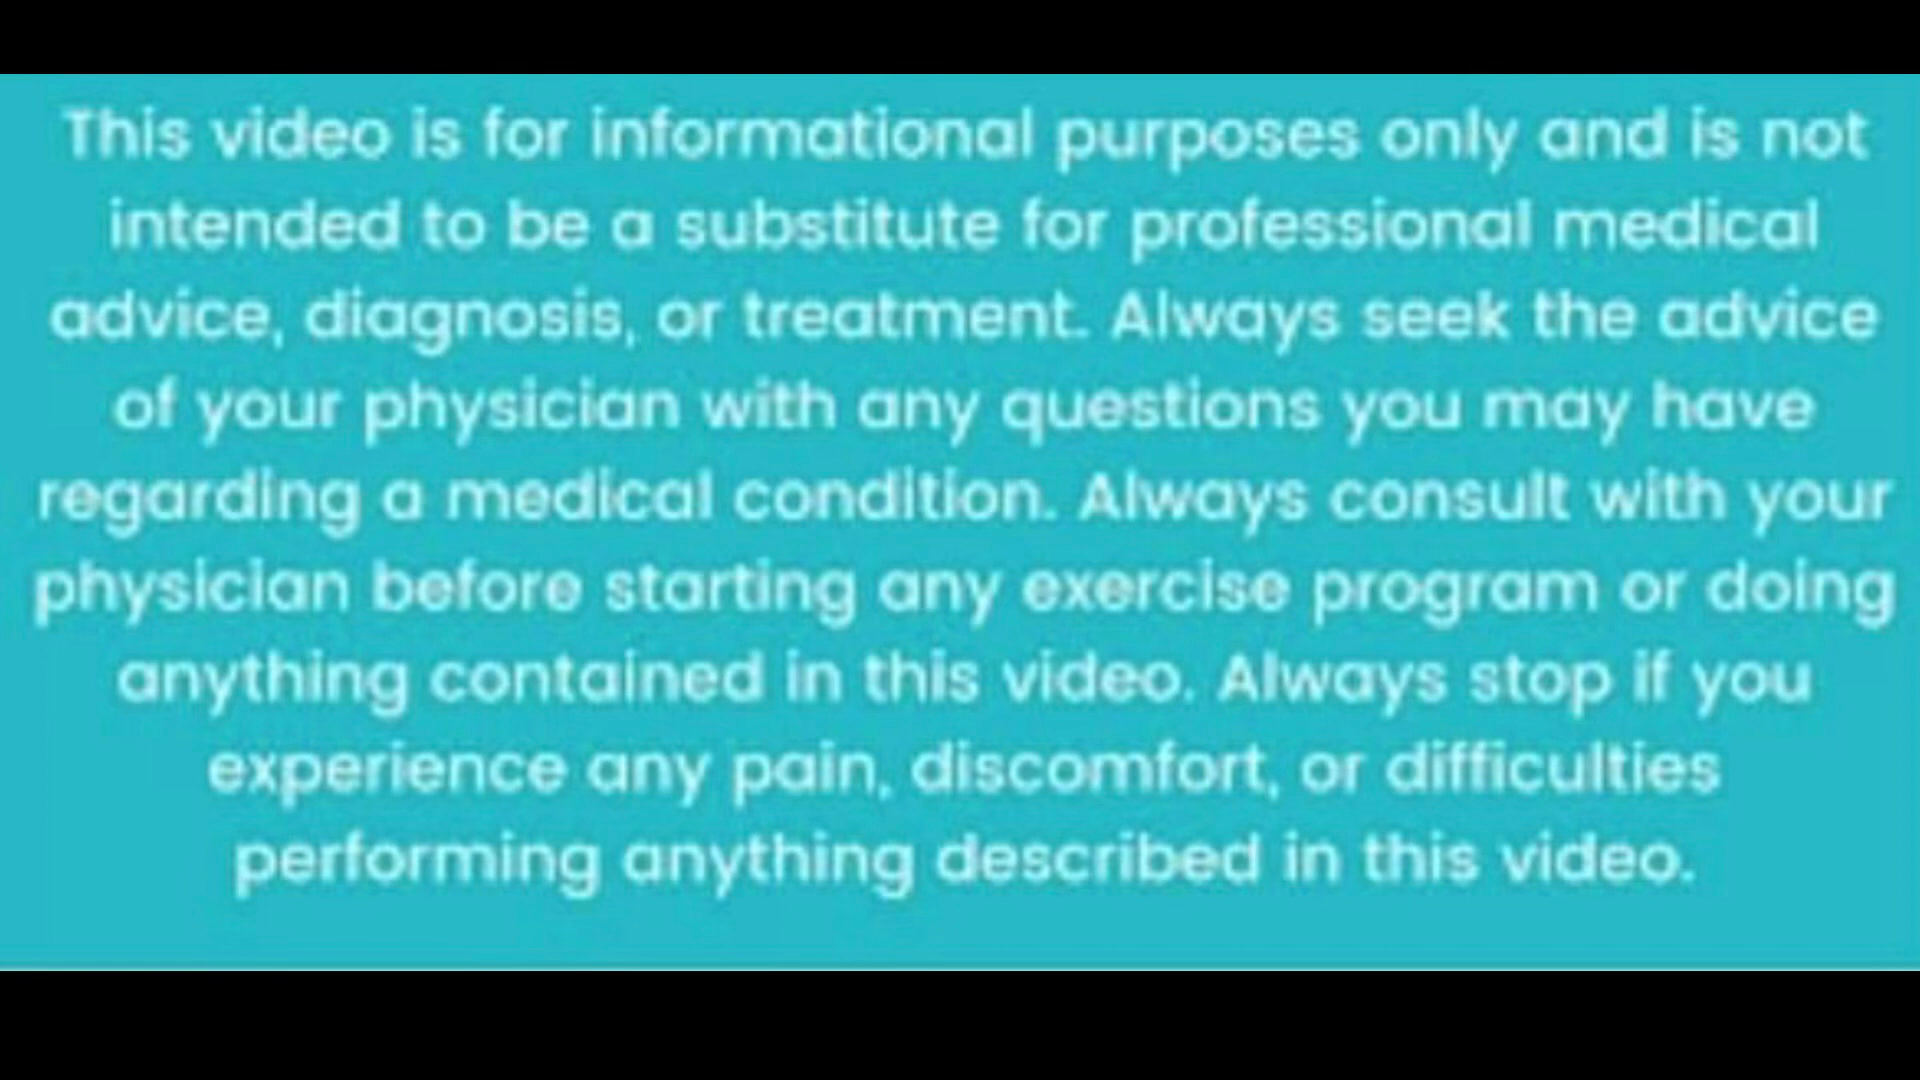 This video is for informational purposes only and is not
intended to be a substitute for professional medical
advice, diagnosis, or treatment. Always seek the advice
of your physician with any questions you may have
regarding a medical condition. Always consult with your
physician before starting any exercise program or doing
anything contained in this video. Always stop if you
experience any pain, discomfort, or difficulties
performing anything described in this video.